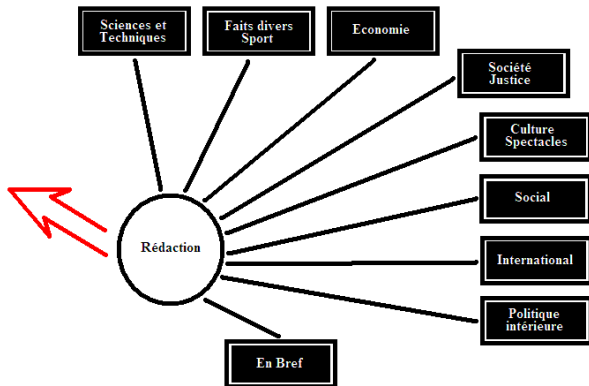 Sciences et
Techniques
Faits divers
Sport
Economie
Société
Justice
Culture
Spectacles
Social
Rédaction
International
Politique
intérieure
En Bref